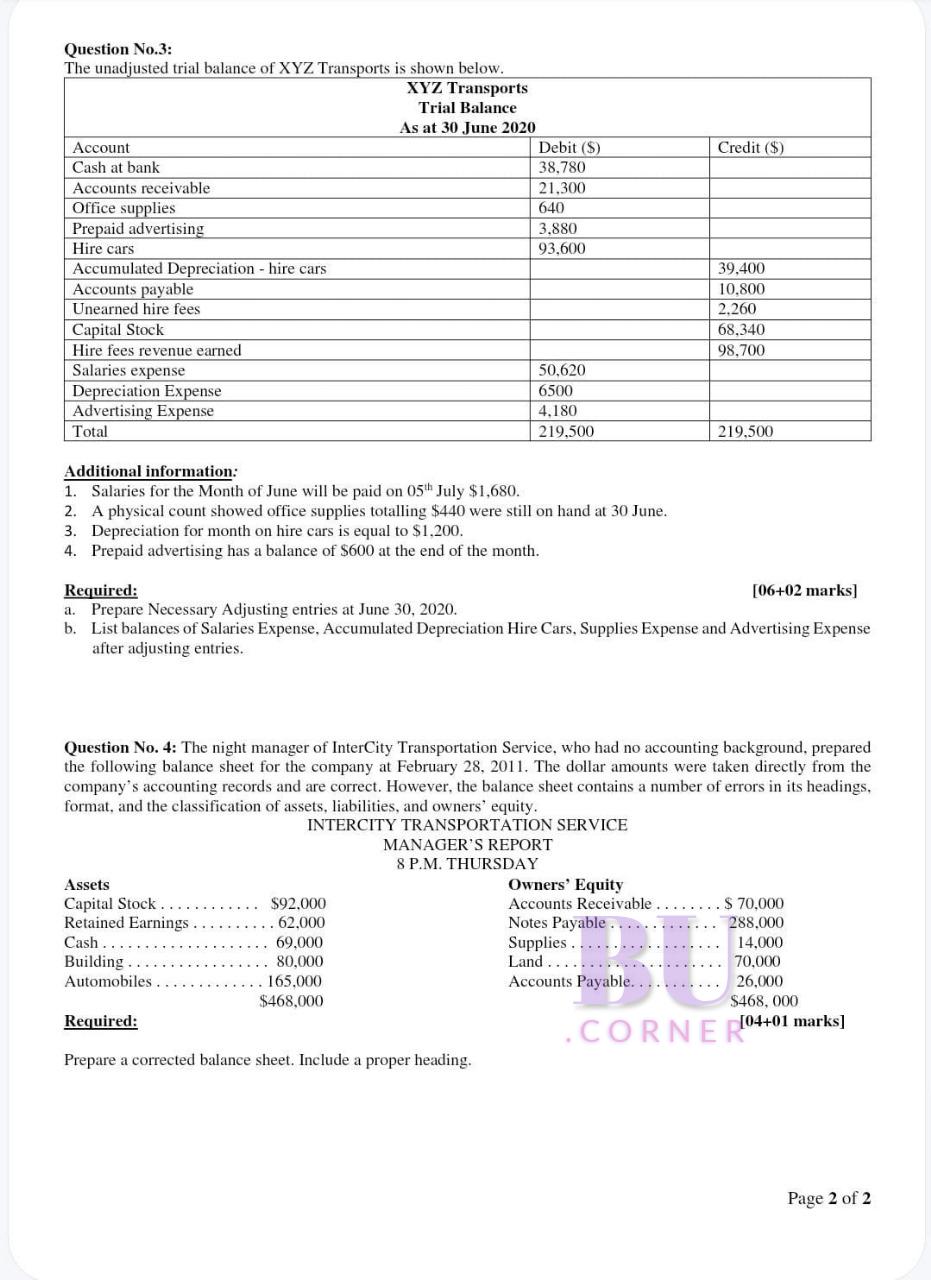 Question No.3:
The unadjusted trial balance of XYZ Transports is shown below.
XYZ Transports
Trial Balance
As at 30 June 2020
Account Debit ($) Credit ($)
Cash at bank 38,780
Accounts receivable 21,300
Office supplies 640
Prepaid advertising 3,880
Hire cars 93,600
Accumulated Depreciation - hire cars 39,400
Accounts payable 10,800
Unearned hire fees 2,260
Capital Stock 68,340
Hire fees revenue earned 98,700
Salaries expense 50,620
Depreciation Expense 6500
Advertising Expense 4,180
Total 219,500 219,500
Additional information:
1. Salaries for the Month of June will be paid on 05th July $1,680.
2. A physical count showed office supplies totalling $440 were still on hand at 30 June.
3. Depreciation for month on hire cars is equal to $1,200.
4. Prepaid advertising has a balance of $600 at the end of the month.
Required: [06+02 marks]
a. Prepare Necessary Adjusting entries at June 30, 2020.
b. List balances of Salaries Expense, Accumulated Depreciation Hire Cars, Supplies Expense and Advertising Expense
after adjusting entries.
Question No. 4: The night manager of InterCity Transportation Service, who had no accounting background, prepared
the following balance sheet for the company at February 28, 2011. The dollar amounts were taken directly from the
company's accounting records and are correct. However, the balance sheet contains a number of errors in its headings,
format, and the classification of assets, liabilities, and owners' equity.
INTERCITY TRANSPORTATION SERVICE
MANAGER'S REPORT
8 P.M. THURSDAY
Assets Owners' Equity
Capital Stock . . . . . . . . . . . . $92,000 Accounts Receivable . . . . . . . . $ 70,000
Retained Earnings . . . . . . . . . . 62,000 Notes Payable . . . . . . . . . . . . . 288,000
Cash . . . . . . . . . . . . . . . . . . . . 69,000 Supplies . . . . . . . . . . . . . . . . . . 14,000
Building . . . . . . . . . . . . . . . . . 80,000 Land . . . . . . . . . . . . . . . . . . . . . 70,000
Automobiles . . . . . . . . . . . . . 165,000 Accounts Payable. . . . . . . . . . . 26,000
$468,000 $468, 000
BU
Required: [04+01 marks]
.CORNER
Prepare a corrected balance sheet. Include a proper heading.
Page 2 of 2